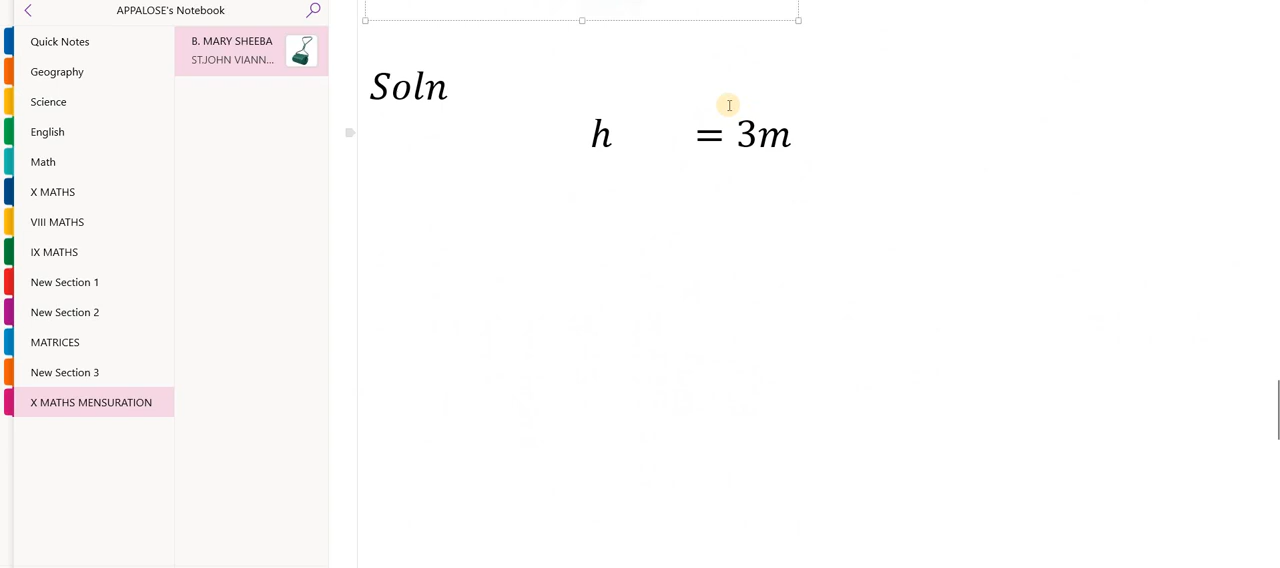 APPALOSE's Notebook
Quick Notes
Geography
Science
English
Math
X MATHS
VIII MATHS
IX MATHS
New Section 1
New Section 2
MATRICES
New Section 3
X MATHS MENSURATION
B. MARY SHEEBA
ST.JOHN VIANN...
Soln
h = 3m